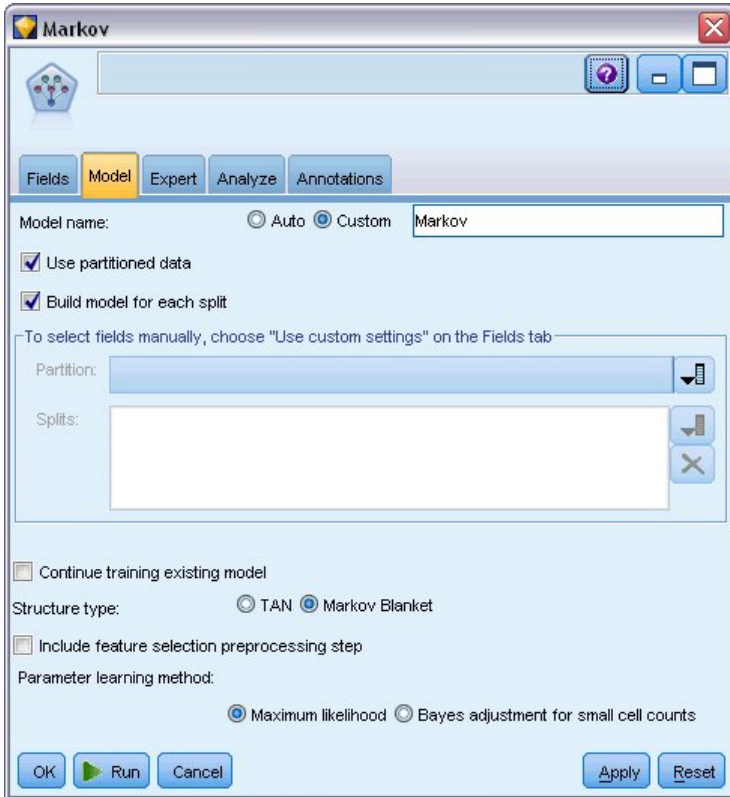 Markov
Fields Model Expert Analyze Annotations
Model name: Auto Custom Markov
Use partitioned data
Build model for each split
To select fields manually, choose "Use custom settings" on the Fields tab
Partition:
Splits:
Continue training existing model
Structure type: TAN Markov Blanket
Include feature selection preprocessing step
Parameter learning method:
Maximum likelihood Bayes adjustment for small cell counts
OK Run Cancel Apply Reset